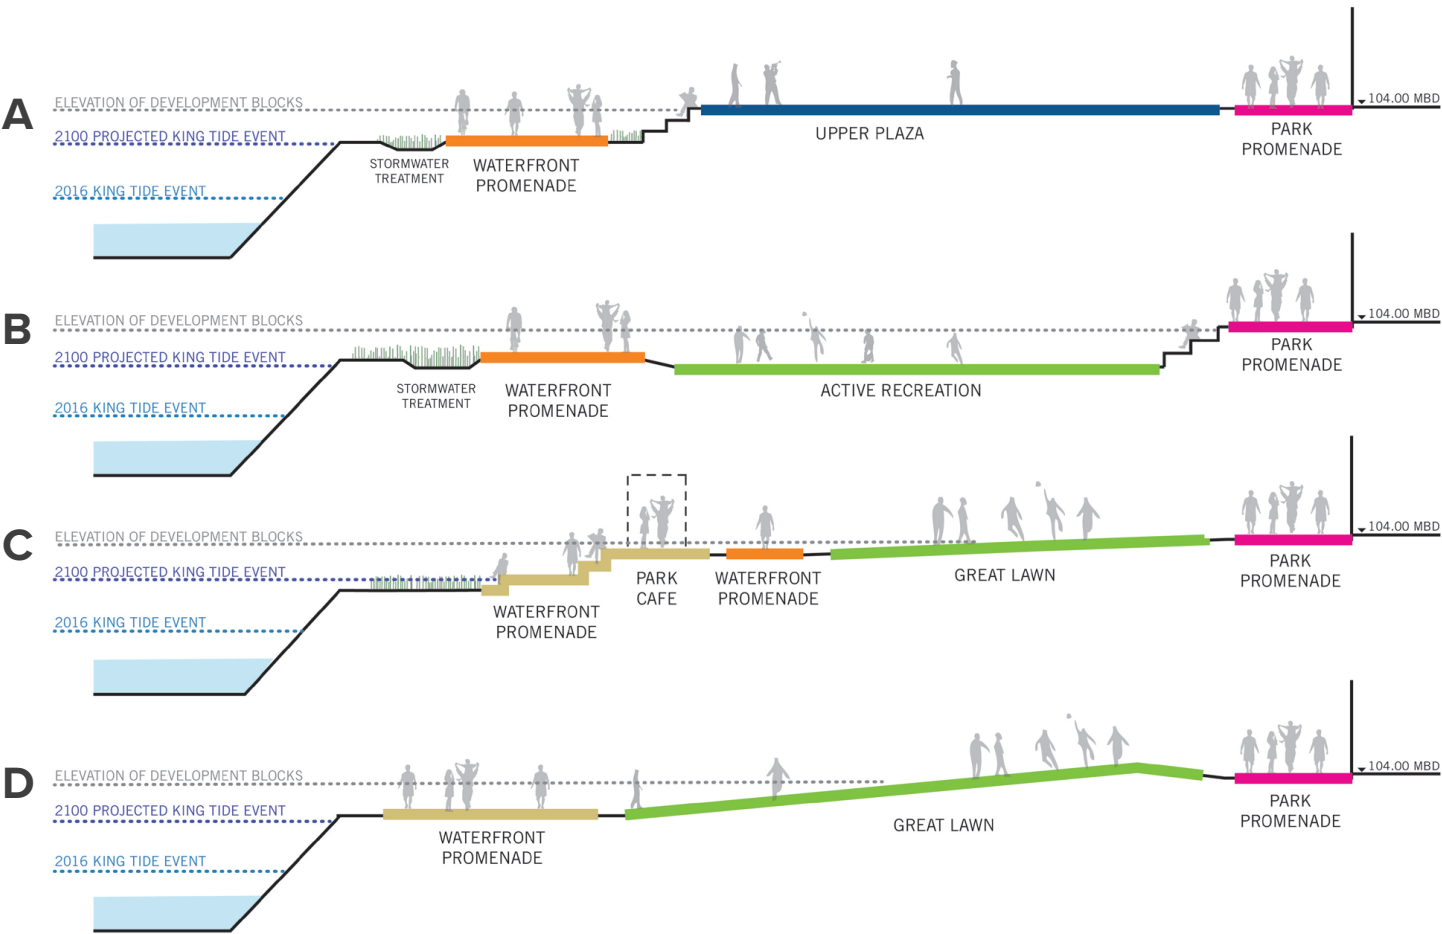 A
ELEVATION OF DEVELOPMENT BLOCKS
2100 PROJECTED KING TIDE EVENT
2016 KING TIDE EVENT
STORMWATER
TREATMENT
WATERFRONT
PROMENADE
UPPER PLAZA
PARK
PROMENADE
104.00 MBD
B
ELEVATION OF DEVELOPMENT BLOCKS
2100 PROJECTED KING TIDE EVENT
2016 KING TIDE EVENT
STORMWATER
TREATMENT
WATERFRONT
PROMENADE
ACTIVE RECREATION
PARK
PROMENADE
104.00 MBD
C
ELEVATION OF DEVELOPMENT BLOCKS
2100 PROJECTED KING TIDE EVENT
2016 KING TIDE EVENT
WATERFRONT
PROMENADE
PARK
CAFE
WATERFRONT
PROMENADE
GREAT LAWN
PARK
PROMENADE
104.00 MBD
D
ELEVATION OF DEVELOPMENT BLOCKS
2100 PROJECTED KING TIDE EVENT
2016 KING TIDE EVENT
WATERFRONT
PROMENADE
GREAT LAWN
PARK
PROMENADE
104.00 MBD